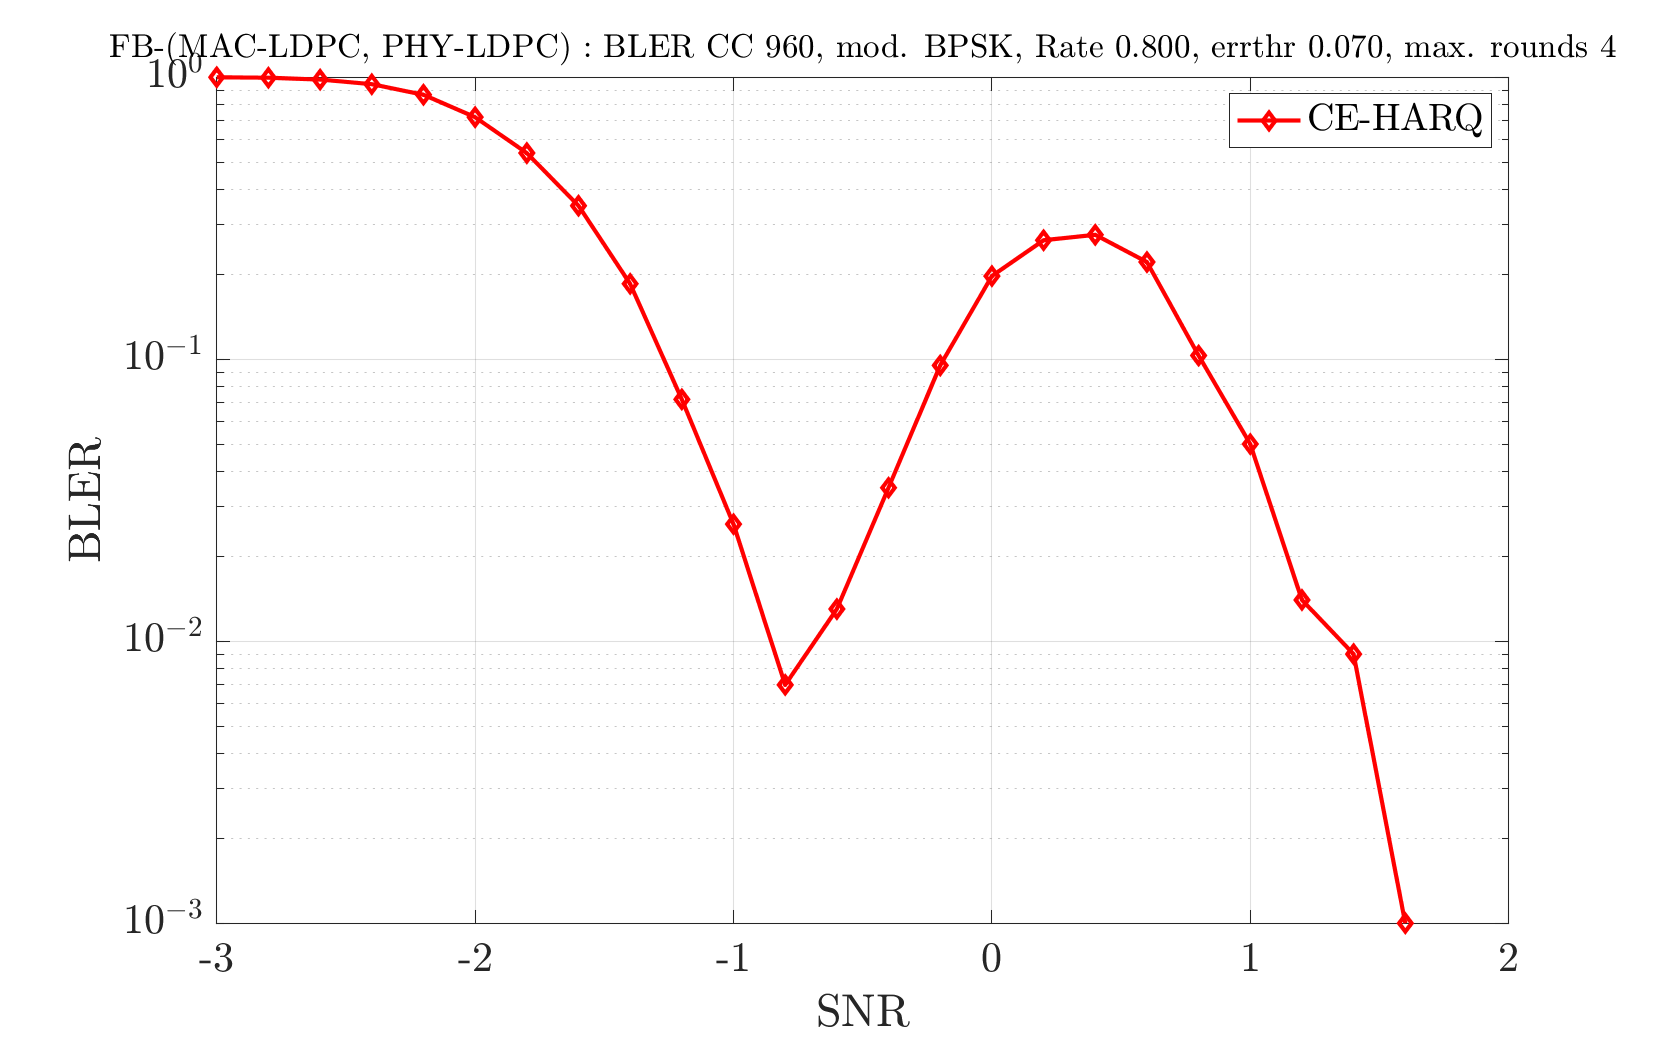 FB-(MAC-LDPC, PHY-LDPC) : BLER CC 960, mod. BPSK, Rate 0.800, errthr 0.070, max. rounds 4
10^0
CE-HARQ
10^{-1}
BLER
10^{-2}
10^{-3}
-3 -2 -1 0 1 2
SNR